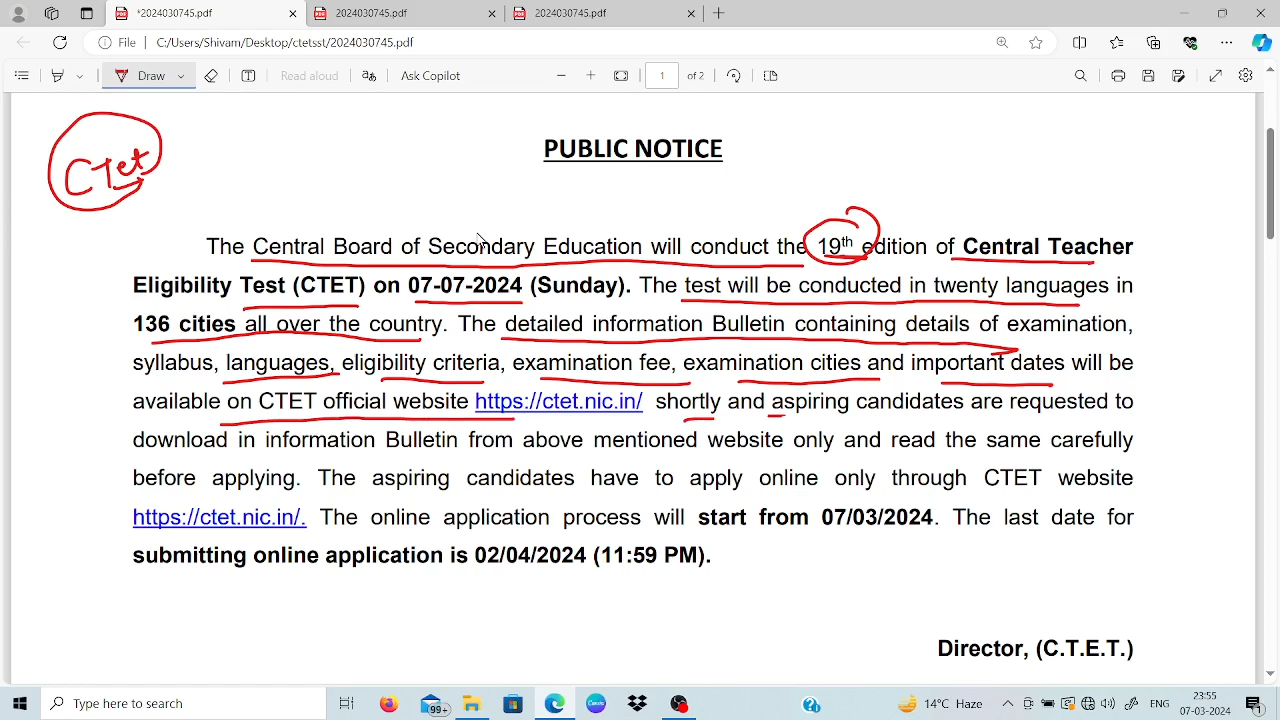 *202403​0745.pdf
2024030745.pdf
2024030745.pdf
File C:/Users/Shivam/Desktop/ctetsst/2024030745.pdf
Draw
Read aloud
Ask Copilot
1 of 2
CTet
PUBLIC NOTICE
The Central Board of Secondary Education will conduct the 19th edition of Central Teacher
Eligibility Test (CTET) on 07-07-2024 (Sunday). The test will be conducted in twenty languages in
136 cities all over the country. The detailed information Bulletin containing details of examination,
syllabus, languages, eligibility criteria, examination fee, examination cities and important dates will be
available on CTET official website https://ctet.nic.in/ shortly and aspiring candidates are requested to
download in information Bulletin from above mentioned website only and read the same carefully
before applying. The aspiring candidates have to apply online only through CTET website
https://ctet.nic.in/. The online application process will start from 07/03/2024. The last date for
submitting online application is 02/04/2024 (11:59 PM).
Director, (C.T.E.T.)
Type here to search
99+
Canva
14°C Haze
ENG
23:55
07-03-2024
1